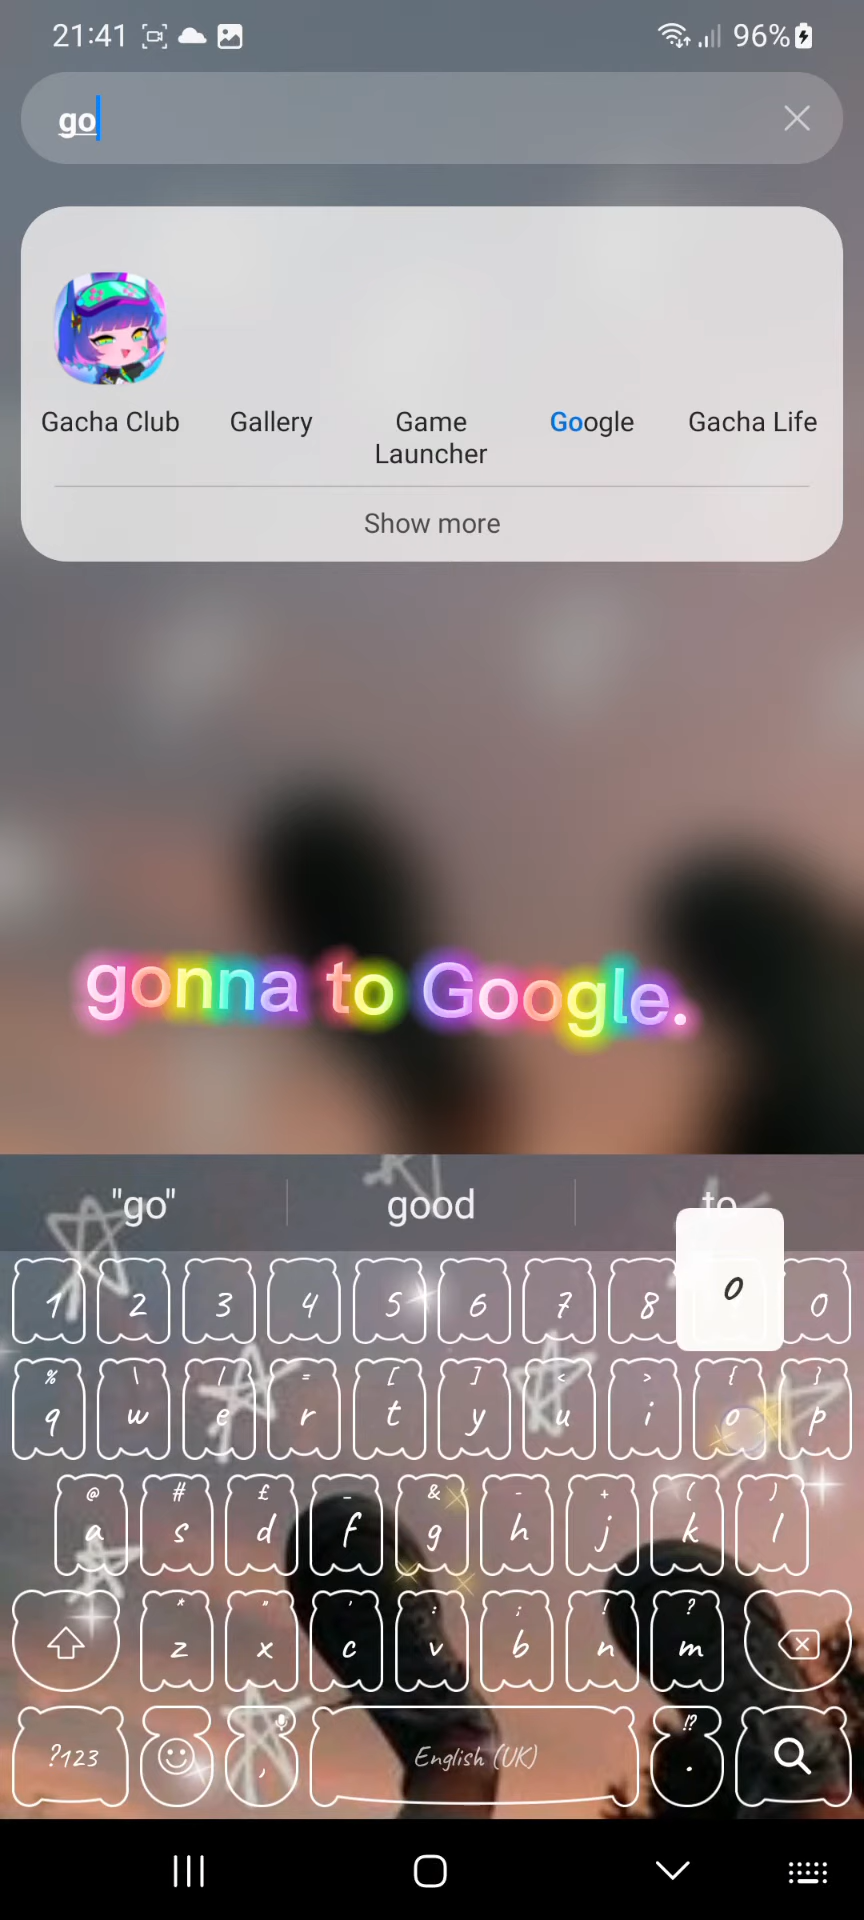 21:41 96%
go
Gacha Club Gallery Game Launcher Google Gacha Life
Show more
gonna to Google.
"go" good to
o
1 2 3 4 5 6 7 8 0
% \ / = [ ] < > { }
q w e r t y u i o p
@ # £ _ & - + ( )
a s d f g h j k l
* " ' : ; ! ?
z x c v b n m
!?
?123 , English (UK) .